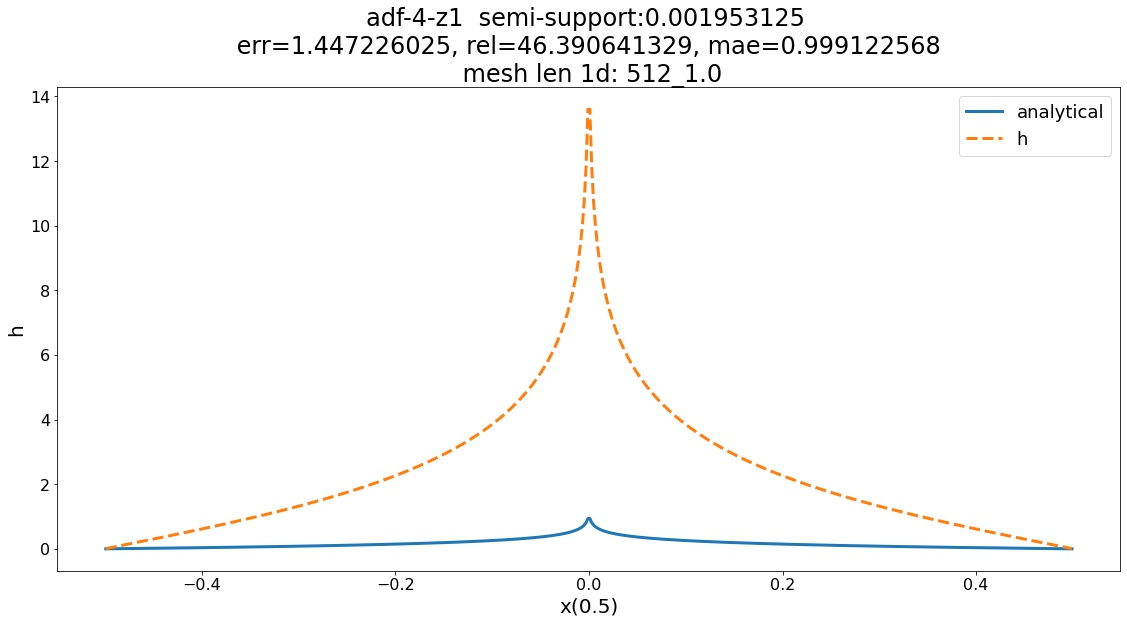 adf-4-z1  semi-support:0.001953125
err=1.447226025, rel=46.390641329, mae=0.999122568
mesh len 1d: 512_1.0
analytical
h
14
12
10
8
6
4
2
0
h
−0.4
−0.2
0.0
0.2
0.4
x(0.5)